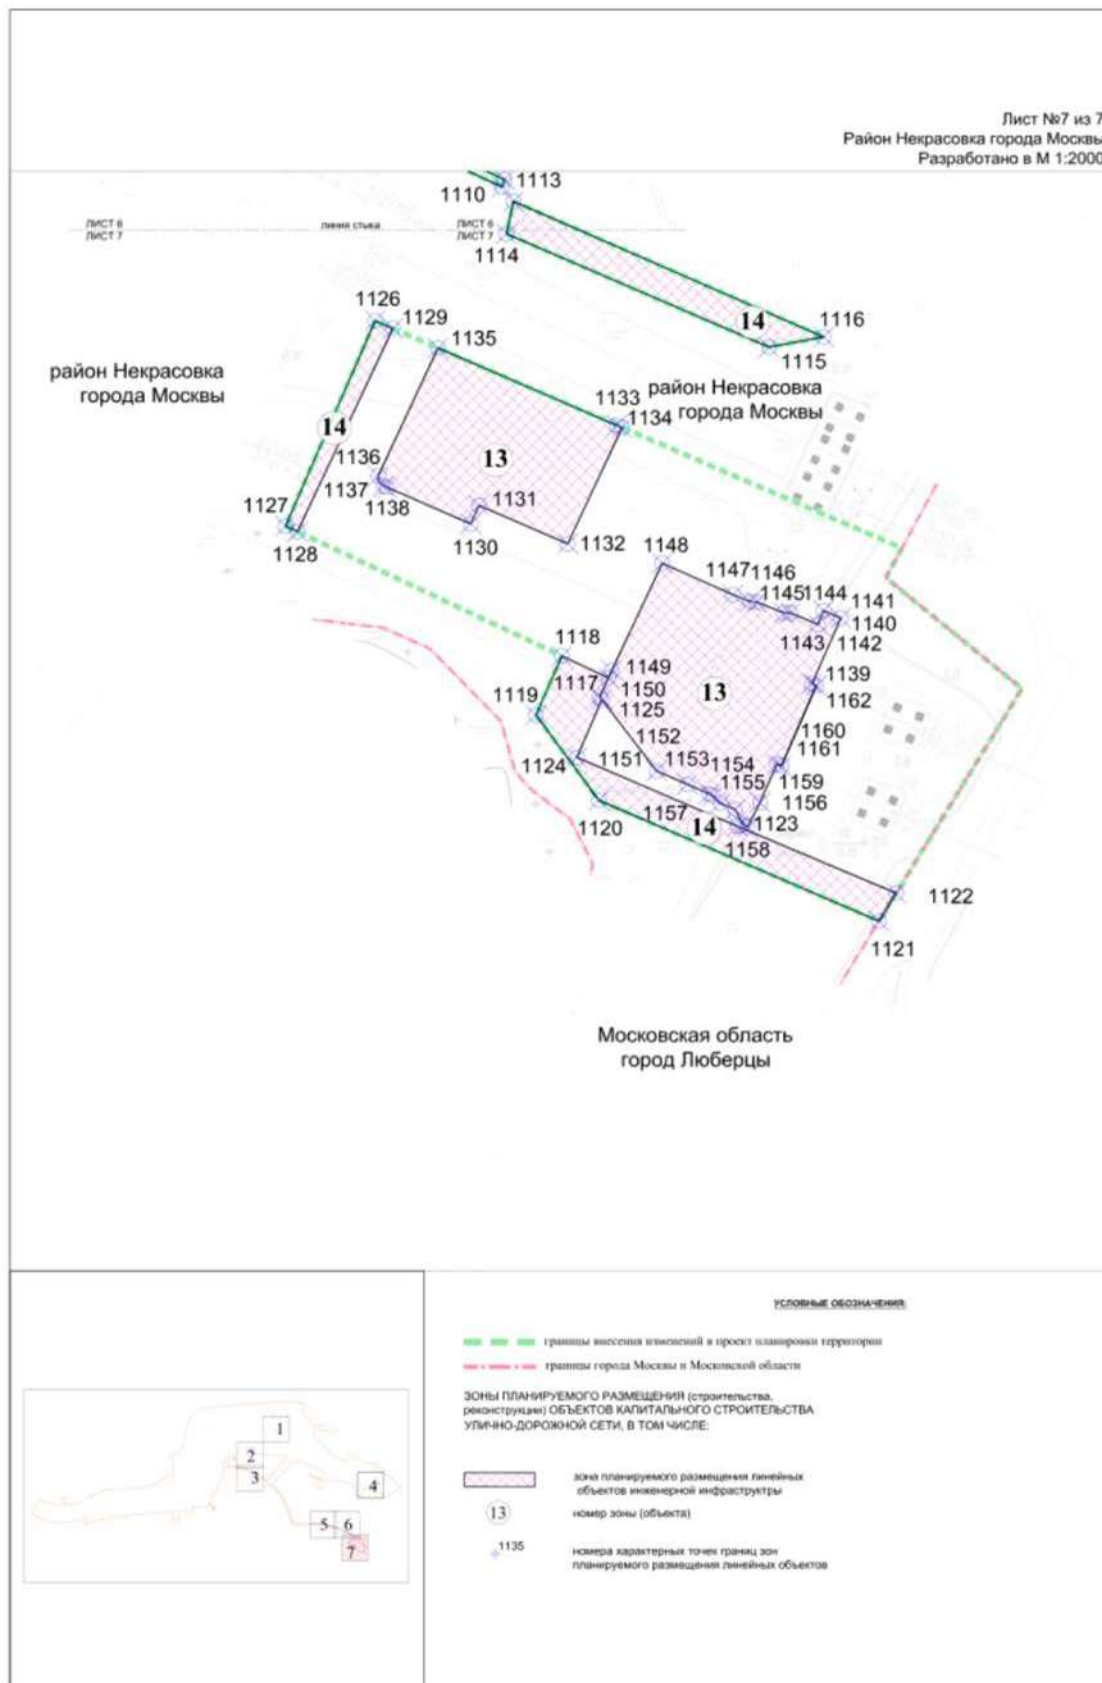 Лист №7 из 7
Район Некрасовка города Москвы
Разработано в М 1:2000
1113
1110
ЛИСТ 6
ЛИСТ 7
линия стыка
ЛИСТ 6
ЛИСТ 7
1114
1126
1129
1135
14
1116
1115
район Некрасовка
города Москвы
район Некрасовка
города Москвы
1133
1134
14
1136
13
1137
1138
1131
1127
1128
1130
1132
1148
1147
1146
1145
1144
1141
1140
1143
1142
1118
1149
1139
1117
1150
13
1162
1119
1125
1152
1160
1161
1124
1151
1153
1154
1155
1159
1156
1120
1157
14
1123
1158
1122
1121
Московская область
город Люберцы
УСЛОВНЫЕ ОБОЗНАЧЕНИЯ:
границы внесения изменений в проект планировки территории
границы города Москвы и Московской области
ЗОНЫ ПЛАНИРУЕМОГО РАЗМЕЩЕНИЯ (строительства,
реконструкции) ОБЪЕКТОВ КАПИТАЛЬНОГО СТРОИТЕЛЬСТВА
УЛИЧНО-ДОРОЖНОЙ СЕТИ, В ТОМ ЧИСЛЕ:
зона планируемого размещения линейных
объектов инженерной инфраструктры
13
номер зоны (объекта)
1135
номера характерных точек границ зон
планируемого размещения линейных объектов
1
2
3
4
5
6
7